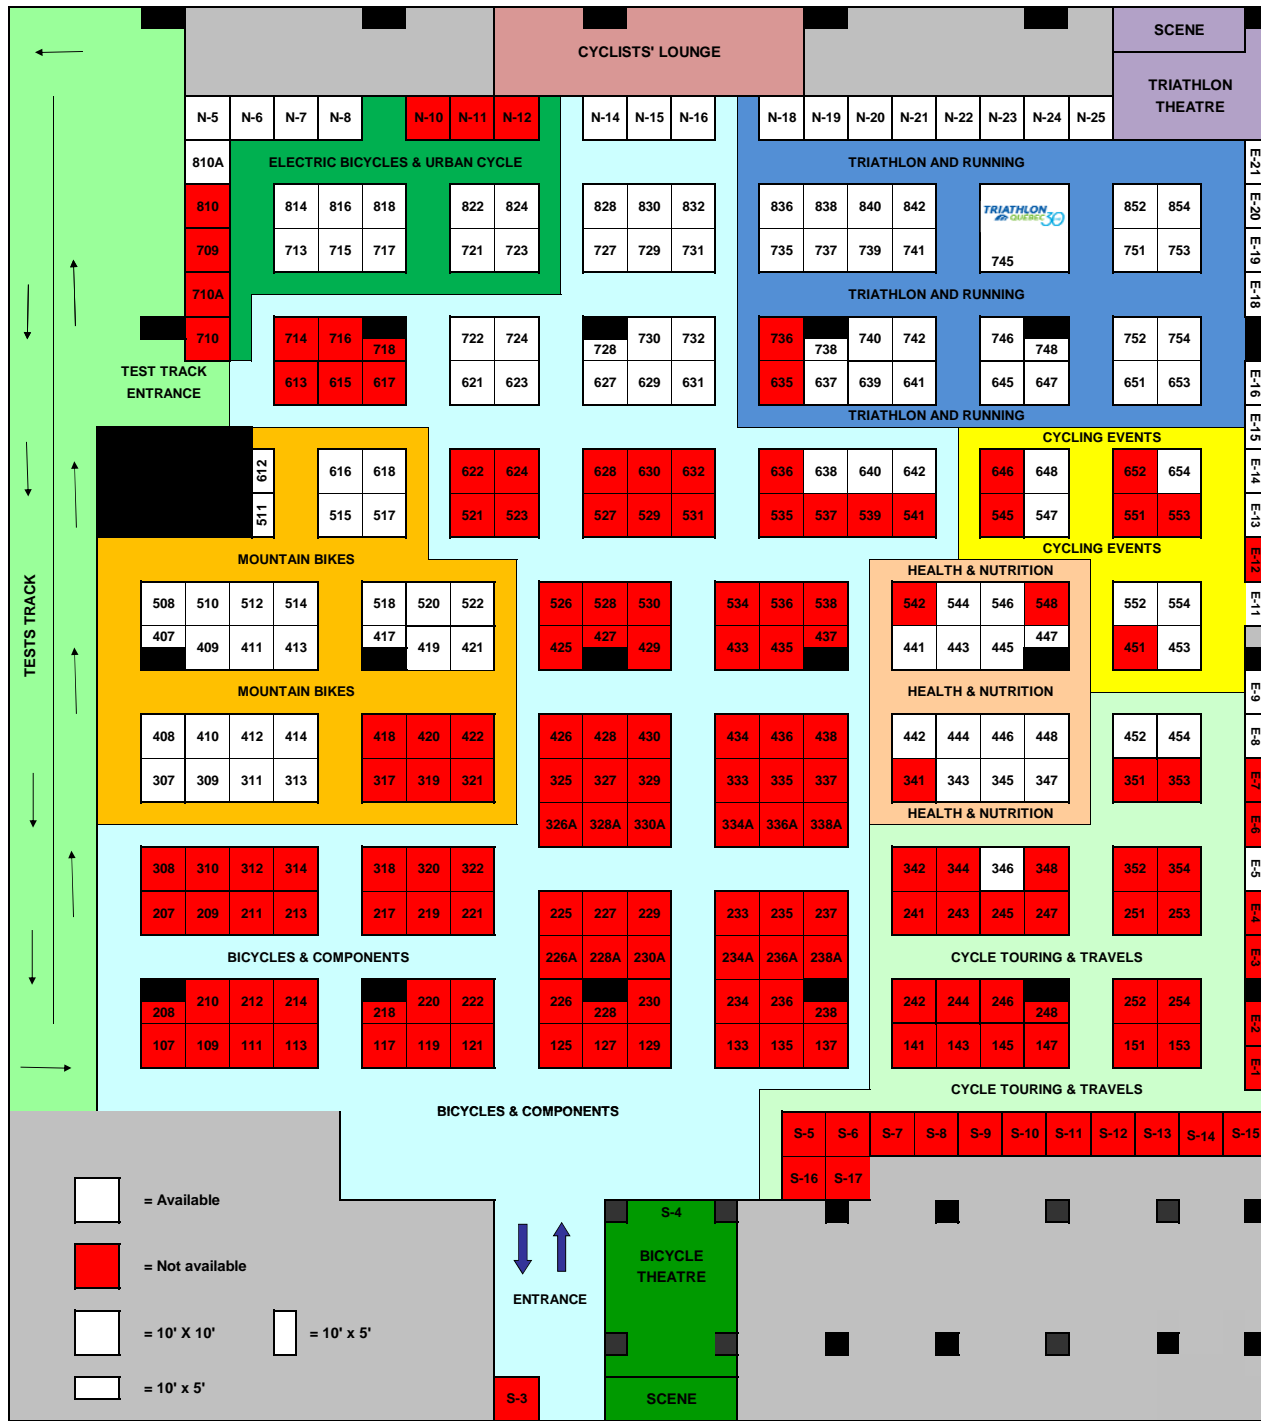 SCENE
CYCLISTS' LOUNGE
TRIATHLON
THEATRE
N-5 N-6 N-7 N-8 N-10 N-11 N-12 N-14 N-15 N-16 N-18 N-19 N-20 N-21 N-22 N-23 N-24 N-25
810A ELECTRIC BICYCLES & URBAN CYCLE TRIATHLON AND RUNNING E-21
810 814 816 818 822 824 828 830 832 836 838 840 842 TRIATHLON QUEBEC 30 852 854 E-20
709 713 715 717 721 723 727 729 731 735 737 739 741 745 751 753 E-19
710A TRIATHLON AND RUNNING E-18
710 714 716 718 722 724 728 730 732 736 738 740 742 746 748 752 754
TEST TRACK
ENTRANCE
613 615 617 621 623 627 629 631 635 637 639 641 645 647 651 653 E-16
TRIATHLON AND RUNNING E-15
CYCLING EVENTS
612 616 618 622 624 628 630 632 636 638 640 642 646 648 652 654 E-14
511 515 517 521 523 527 529 531 535 537 539 541 545 547 551 553 E-13
MOUNTAIN BIKES CYCLING EVENTS E-12
HEALTH & NUTRITION
TESTS TRACK
508 510 512 514 518 520 522 526 528 530 534 536 538 542 544 546 548 552 554 E-11
407 409 411 413 417 419 421 425 427 429 433 435 437 441 443 445 447 451 453
MOUNTAIN BIKES HEALTH & NUTRITION E-9
408 410 412 414 418 420 422 426 428 430 434 436 438 442 444 446 448 452 454 E-8
307 309 311 313 317 319 321 325 327 329 333 335 337 341 343 345 347 351 353 E-7
326A 328A 330A 334A 336A 338A HEALTH & NUTRITION E-6
308 310 312 314 318 320 322 342 344 346 348 352 354 E-5
207 209 211 213 217 219 221 225 227 229 233 235 237 241 243 245 247 251 253 E-4
BICYCLES & COMPONENTS 226A 228A 230A 234A 236A 238A CYCLE TOURING & TRAVELS E-3
208 210 212 214 218 220 222 226 228 230 234 236 238 242 244 246 248 252 254 E-2
107 109 111 113 117 119 121 125 127 129 133 135 137 141 143 145 147 151 153 E-1
CYCLE TOURING & TRAVELS
BICYCLES & COMPONENTS
S-5 S-6 S-7 S-8 S-9 S-10 S-11 S-12 S-13 S-14 S-15
S-16 S-17
= Available
S-4
= Not available
BICYCLE
THEATRE
ENTRANCE
= 10' X 10' = 10' x 5'
= 10' x 5'
S-3 SCENE